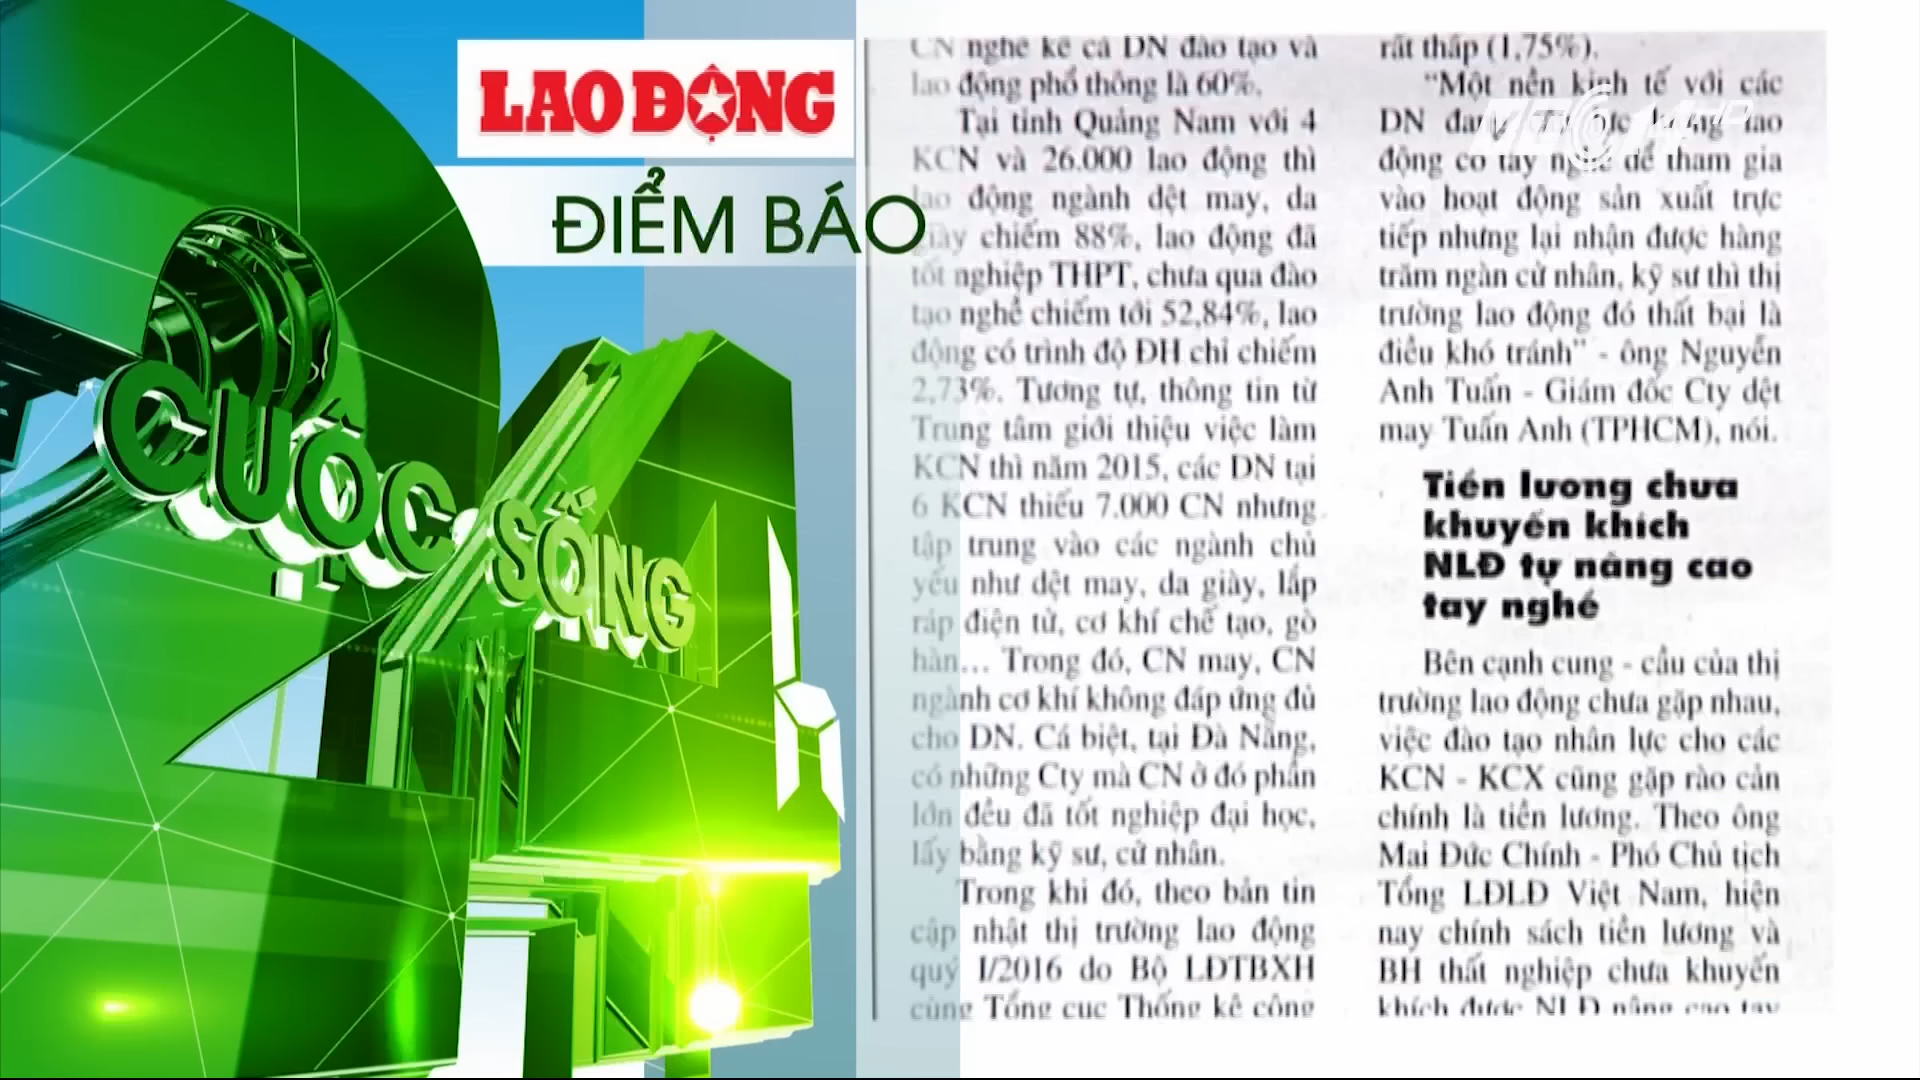 LAO ĐỘNG
ĐIỂM BÁO
CUỘC SỐNG
24h
CN nghề kể cả DN đào tạo và
lao động phổ thông là 60%.
Tại tỉnh Quảng Nam với 4
KCN và 26.000 lao động thì
lao động ngành dệt may, da
giày chiếm 88%, lao động đã
tốt nghiệp THPT, chưa qua đào
tạo nghề chiếm tới 52,84%, lao
động có trình độ ĐH chỉ chiếm
2,73%. Tương tự, thông tin từ
Trung tâm giới thiệu việc làm
KCN thì năm 2015, các DN tại
6 KCN thiếu 7.000 CN nhưng
tập trung vào các ngành chủ
yếu như dệt may, da giày, lắp
ráp điện tử, cơ khí chế tạo, gò
hàn... Trong đó, CN may, CN
ngành cơ khí không đáp ứng đủ
cho DN. Cá biệt, tại Đà Nẵng,
có những Cty mà CN ở đó phần
lớn đều đã tốt nghiệp đại học,
lấy bằng kỹ sư, cử nhân.
Trong khi đó, theo bản tin
cập nhật thị trường lao động
quý I/2016 do Bộ LĐTBXH
cùng Tổng cục Thống kê công
rất thấp (1,75%).
"Một nền kinh tế với các
DN đang lao
động có tay nghề để tham gia
vào hoạt động sản xuất trực
tiếp nhưng lại nhận được hàng
trăm ngàn cử nhân, kỹ sư thì thị
trường lao động đó thất bại là
điều khó tránh" - ông Nguyễn
Anh Tuấn - Giám đốc Cty dệt
may Tuấn Anh (TPHCM), nói.
Tiền lương chưa
khuyến khích
NLĐ tự nâng cao
tay nghề
Bên cạnh cung - cầu của thị
trường lao động chưa gặp nhau,
việc đào tạo nhân lực cho các
KCN - KCX cũng gặp rào cản
chính là tiền lương. Theo ông
Mai Đức Chính - Phó Chủ tịch
Tổng LĐLĐ Việt Nam, hiện
nay chính sách tiền lương và
BH thất nghiệp chưa khuyến
khích được NLĐ nâng cao tay